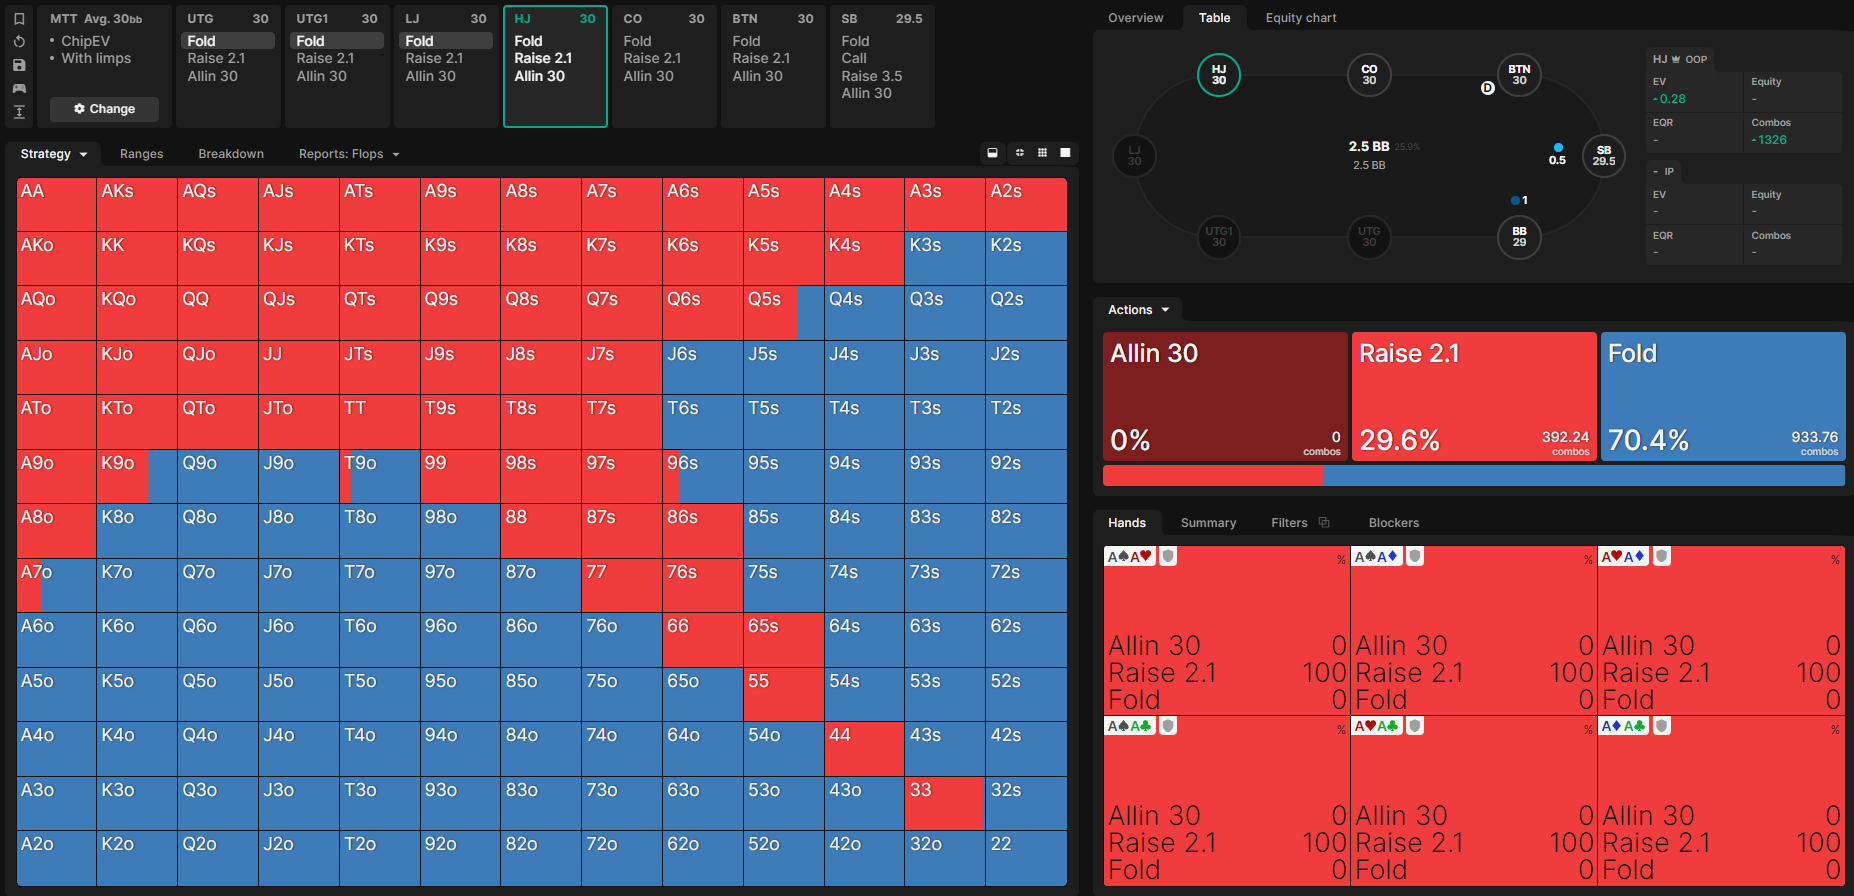 MTT Avg. 30bb
ChipEV
With limps
Change
UTG 30
Fold
Raise 2.1
Allin 30
UTG1 30
Fold
Raise 2.1
Allin 30
LJ 30
Fold
Raise 2.1
Allin 30
HJ 30
Fold
Raise 2.1
Allin 30
CO 30
Fold
Raise 2.1
Allin 30
BTN 30
Fold
Raise 2.1
Allin 30
SB 29.5
Fold
Call
Raise 3.5
Allin 30
Strategy Ranges Breakdown Reports: Flops
AA AKs AQs AJs ATs A9s A8s A7s A6s A5s A4s A3s A2s
AKo KK KQs KJs KTs K9s K8s K7s K6s K5s K4s K3s K2s
AQo KQo QQ QJs QTs Q9s Q8s Q7s Q6s Q5s Q4s Q3s Q2s
AJo KJo QJo JJ JTs J9s J8s J7s J6s J5s J4s J3s J2s
ATo KTo QTo JTo TT T9s T8s T7s T6s T5s T4s T3s T2s
A9o K9o Q9o J9o T9o 99 98s 97s 96s 95s 94s 93s 92s
A8o K8o Q8o J8o T8o 98o 88 87s 86s 85s 84s 83s 82s
A7o K7o Q7o J7o T7o 97o 87o 77 76s 75s 74s 73s 72s
A6o K6o Q6o J6o T6o 96o 86o 76o 66 65s 64s 63s 62s
A5o K5o Q5o J5o T5o 95o 85o 75o 65o 55 54s 53s 52s
A4o K4o Q4o J4o T4o 94o 84o 74o 64o 54o 44 43s 42s
A3o K3o Q3o J3o T3o 93o 83o 73o 63o 53o 43o 33 32s
A2o K2o Q2o J2o T2o 92o 82o 72o 62o 52o 42o 32o 22
Overview Table Equity chart
HJ 30
CO 30
BTN 30
D
LJ 30
2.5 BB 25.9%
2.5 BB
0.5
SB 29.5
1
UTG1 30
UTG 30
BB 29
HJ OOP
EV Equity
0.28 -
EQR Combos
- 1326
- IP
EV Equity
- -
EQR Combos
- -
Actions
Allin 30 Raise 2.1 Fold
0% 0 combos 29.6% 392.24 combos 70.4% 933.76 combos
Hands Summary Filters Blockers
A♠A♥ % A♠A♦ % A♥A♦ %
Allin 30 0 Allin 30 0 Allin 30 0
Raise 2.1 100 Raise 2.1 100 Raise 2.1 100
Fold 0 Fold 0 Fold 0
A♠A♣ % A♥A♣ % A♦A♣ %
Allin 30 0 Allin 30 0 Allin 30 0
Raise 2.1 100 Raise 2.1 100 Raise 2.1 100
Fold 0 Fold 0 Fold 0